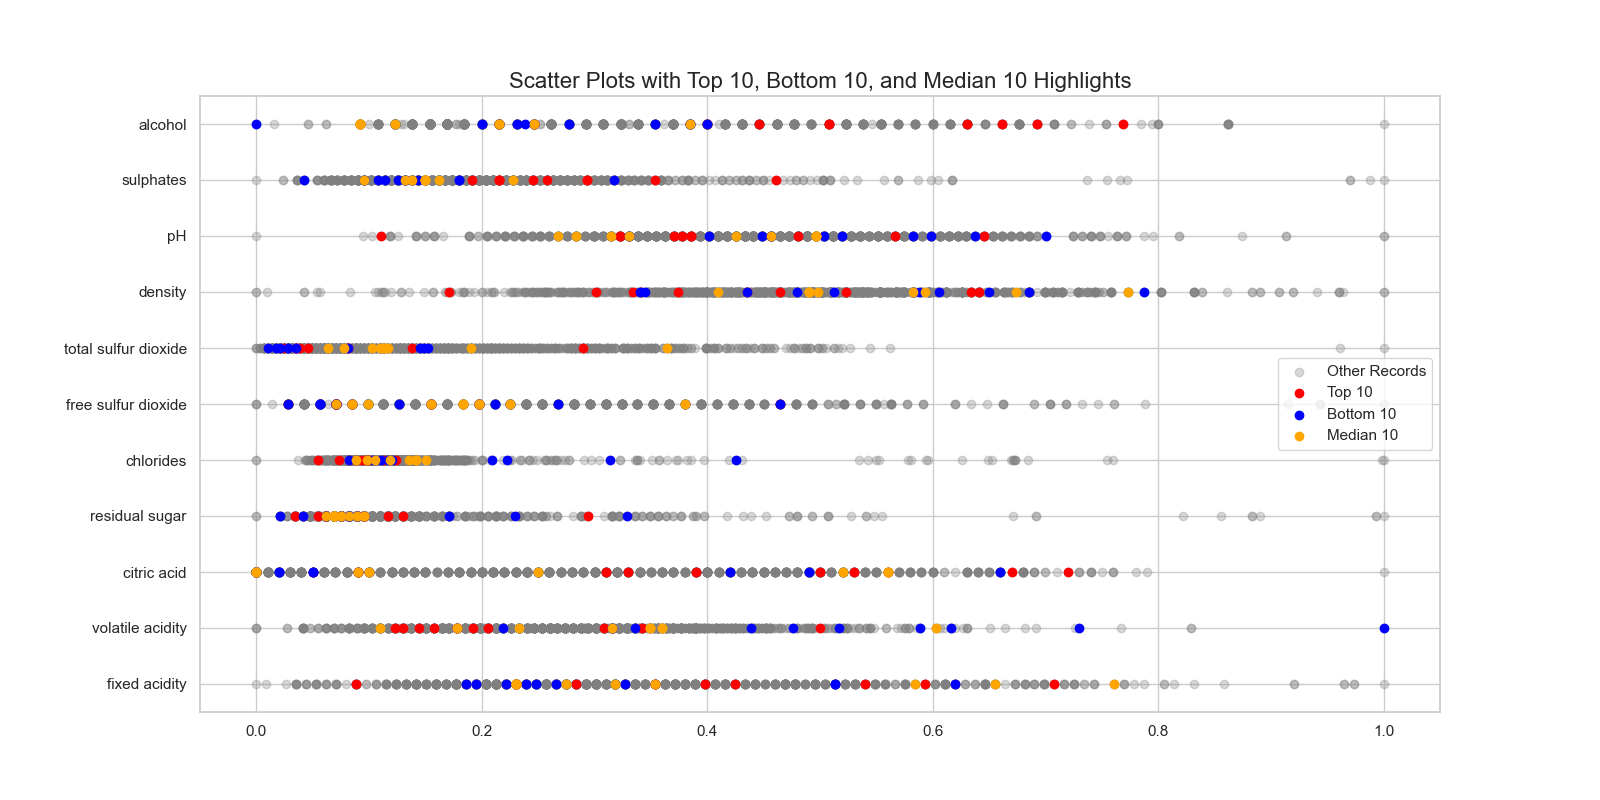 Scatter Plots with Top 10, Bottom 10, and Median 10 Highlights
alcohol
sulphates
pH
density
total sulfur dioxide
free sulfur dioxide
chlorides
residual sugar
citric acid
volatile acidity
fixed acidity
Other Records
Top 10
Bottom 10
Median 10
0.0 0.2 0.4 0.6 0.8 1.0